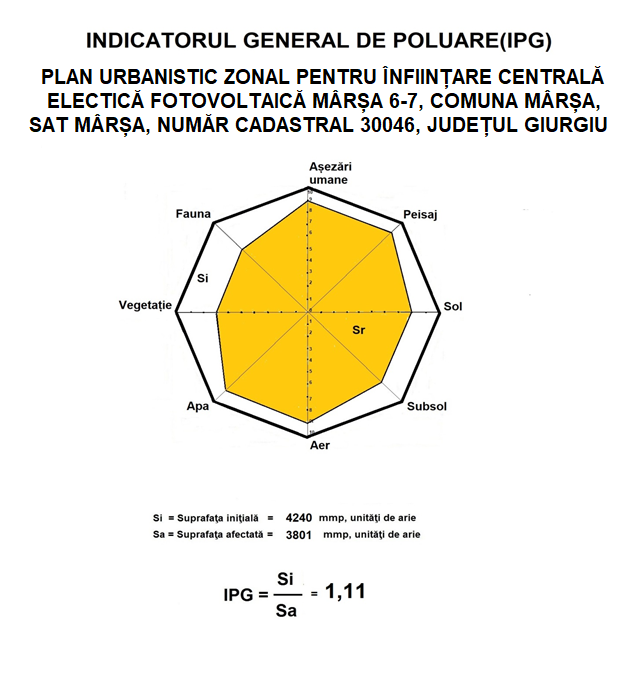 INDICATORUL GENERAL DE POLUARE(IPG)
PLAN URBANISTIC ZONAL PENTRU ÎNFIINȚARE CENTRALĂ
ELECTICĂ FOTOVOLTAICĂ MÂRȘA 6-7, COMUNA MÂRȘA,
SAT MÂRȘA, NUMĂR CADASTRAL 30046, JUDEȚUL GIURGIU
Așezări
umane
Fauna
Peisaj
Si
Vegetație
Sol
Sr
Apa
Subsol
Aer
Si = Suprafața inițială = 4240 mmp, unități de arie
Sa = Suprafața afectată = 3801 mmp, unități de arie
IPG = Si / Sa = 1,11